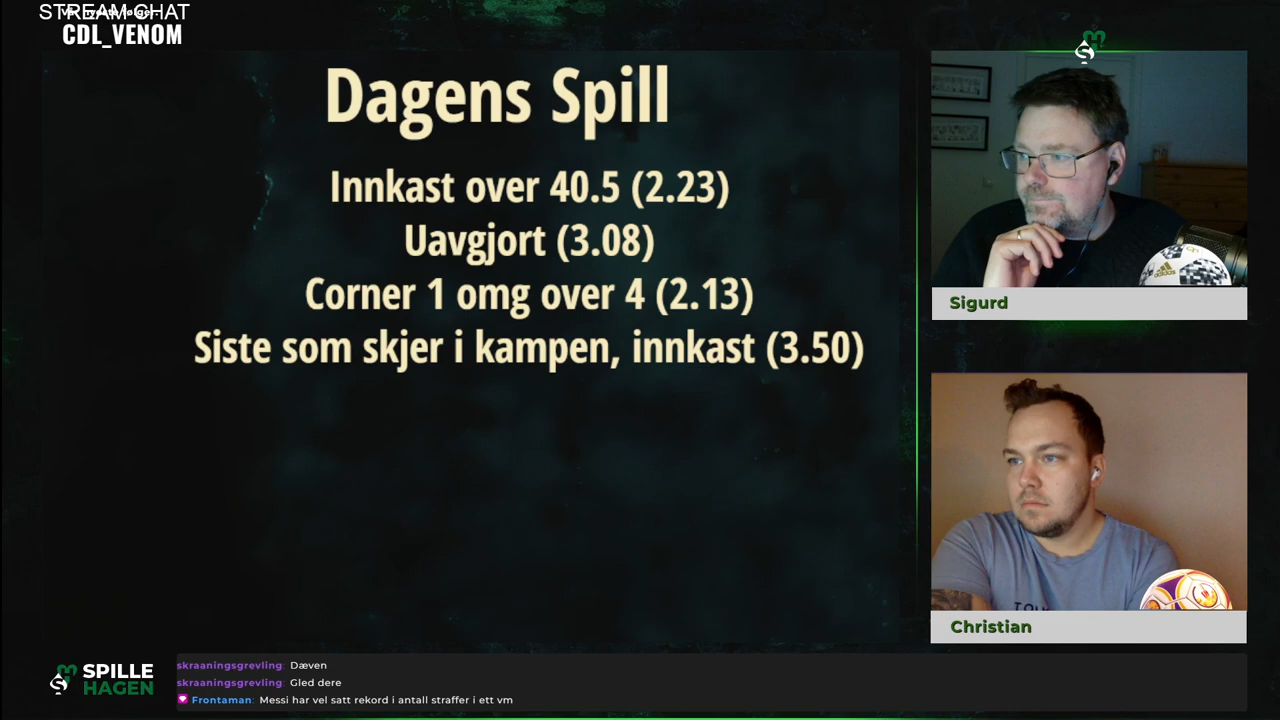 STREAM CHAT
CDL_VENOM
Dagens Spill
Innkast over 40.5 (2.23)
Uavgjort (3.08)
Corner 1 omg over 4 (2.13)
Siste som skjer i kampen, innkast (3.50)
Sigurd
adidas
Christian
SPILLE
HAGEN
skraaningsgrevling: Dæven
skraaningsgrevling: Gled dere
Frontaman: Messi har vel satt rekord i antall straffer i ett vm